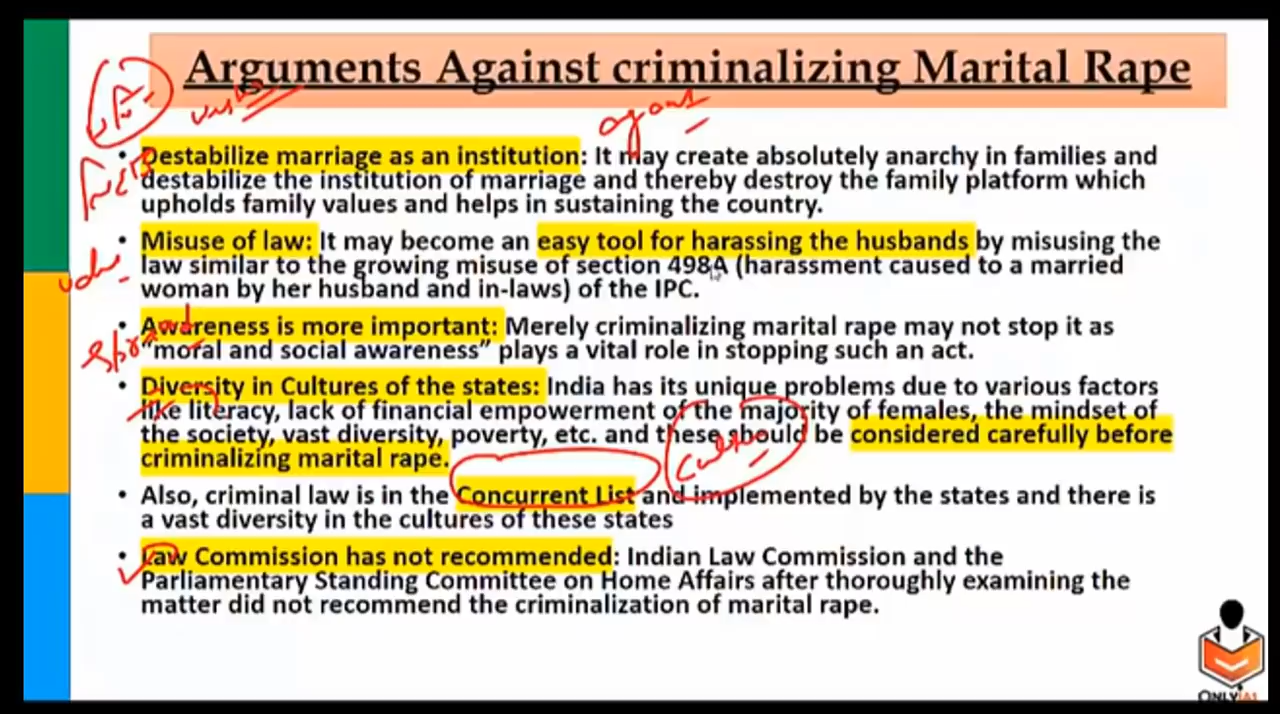 Arguments Against criminalizing Marital Rape
agans
• Destabilize marriage as an institution: It may create absolutely anarchy in families and
destabilize the institution of marriage and thereby destroy the family platform which
upholds family values and helps in sustaining the country.
• Misuse of law: It may become an easy tool for harassing the husbands by misusing the
law similar to the growing misuse of section 498A (harassment caused to a married
woman by her husband and in-laws) of the IPC.
• Awareness is more important: Merely criminalizing marital rape may not stop it as
“moral and social awareness” plays a vital role in stopping such an act.
• Diversity in Cultures of the states: India has its unique problems due to various factors
like literacy, lack of financial empowerment of the majority of females, the mindset of
the society, vast diversity, poverty, etc. and these should be considered carefully before
criminalizing marital rape.
• Also, criminal law is in the Concurrent List and implemented by the states and there is
a vast diversity in the cultures of these states
• Law Commission has not recommended: Indian Law Commission and the
Parliamentary Standing Committee on Home Affairs after thoroughly examining the
matter did not recommend the criminalization of marital rape.
ONLYIAS